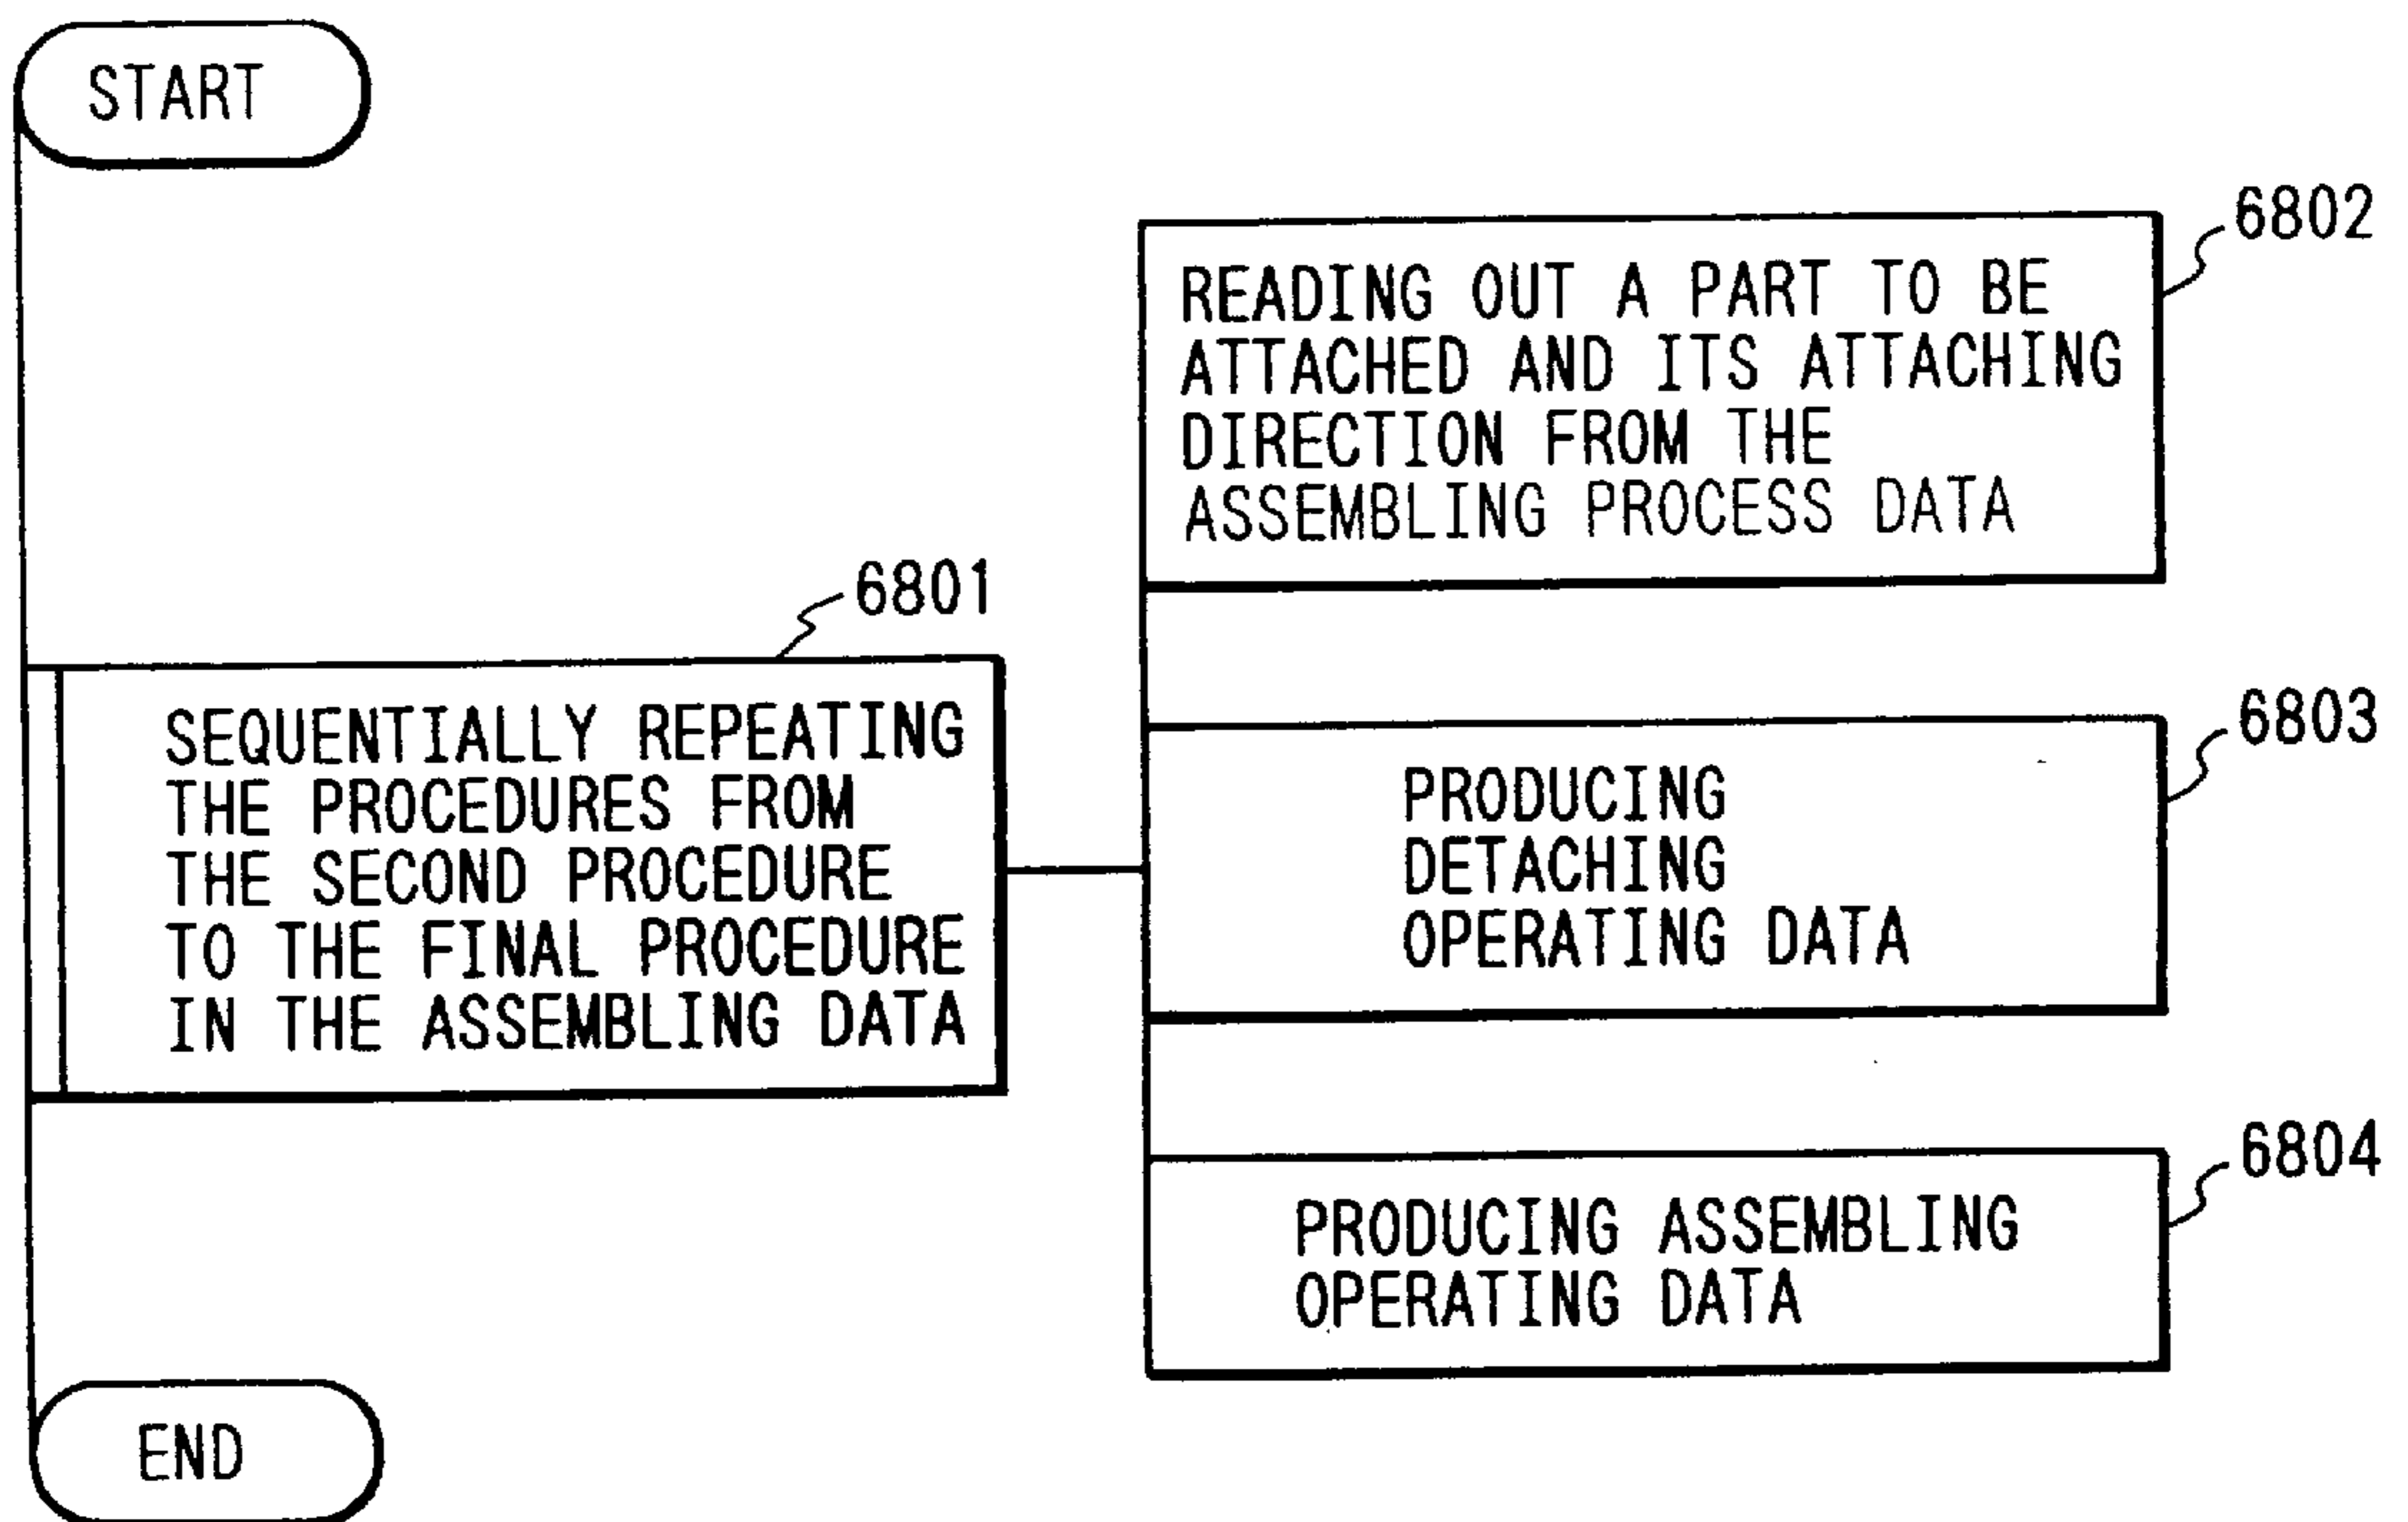 START
6801
SEQUENTIALLY REPEATING
THE PROCEDURES FROM
THE SECOND PROCEDURE
TO THE FINAL PROCEDURE
IN THE ASSEMBLING DATA
6802
READING OUT A PART TO BE
ATTACHED AND ITS ATTACHING
DIRECTION FROM THE
ASSEMBLING PROCESS DATA
6803
PRODUCING
DETACHING
OPERATING DATA
6804
PRODUCING ASSEMBLING
OPERATING DATA
END